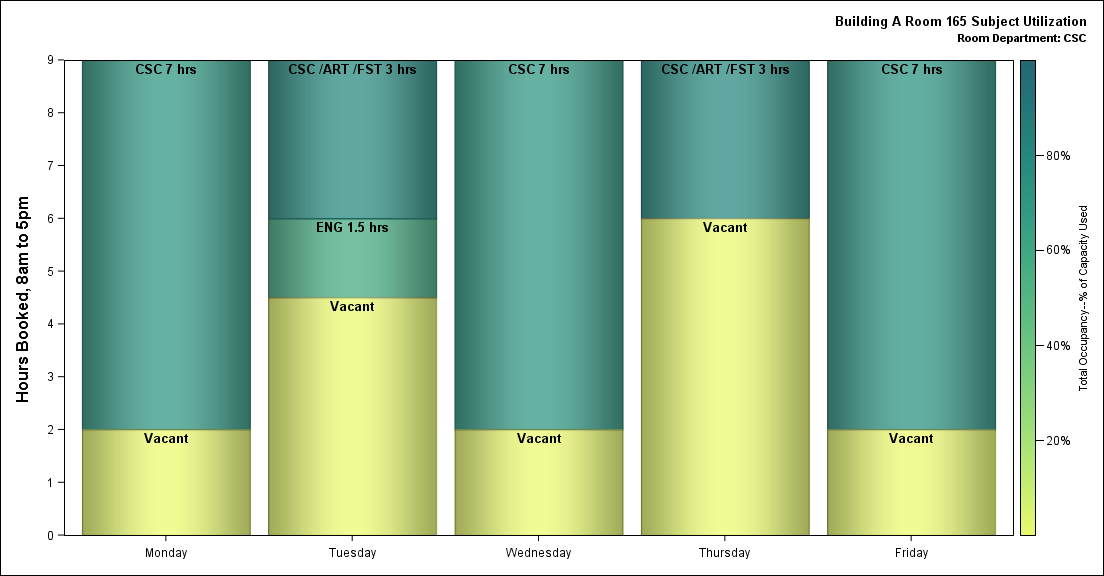 Building A Room 165 Subject Utilization
Room Department: CSC
Hours Booked, 8am to 5pm
9
8
7
6
5
4
3
2
1
0
CSC 7 hrs
Vacant
CSC /ART /FST 3 hrs
ENG 1.5 hrs
Vacant
CSC 7 hrs
Vacant
CSC /ART /FST 3 hrs
Vacant
CSC 7 hrs
Vacant
Monday
Tuesday
Wednesday
Thursday
Friday
80%
60%
40%
20%
Total Occupancy--% of Capacity Used